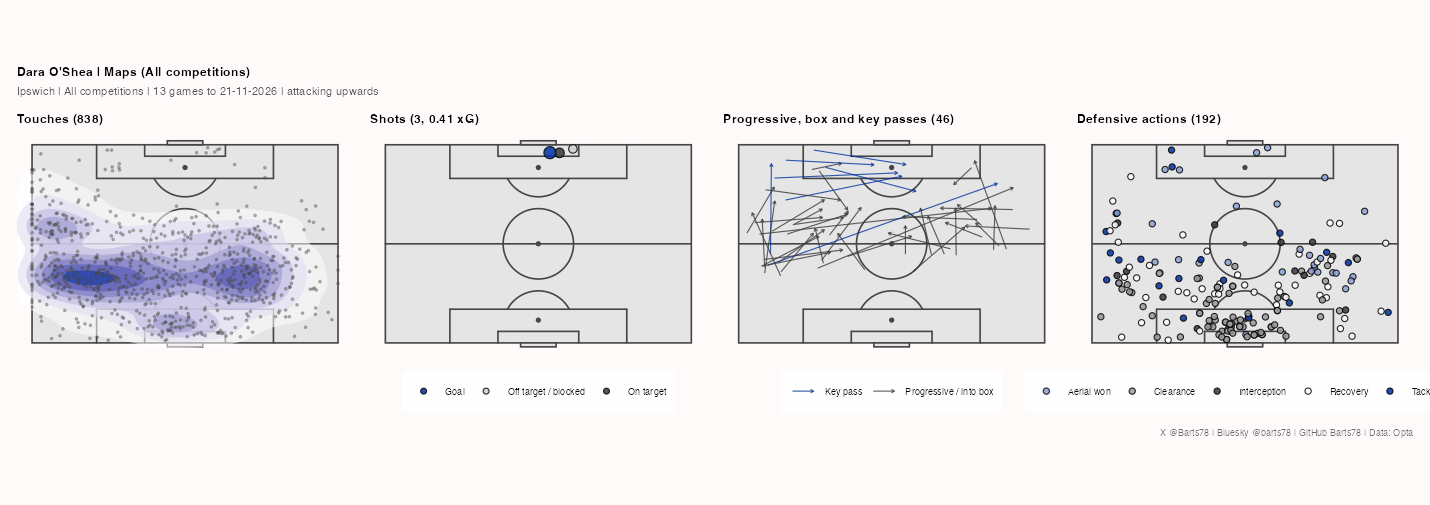 Dara O'Shea | Maps (All competitions)
Ipswich | All competitions | 13 games to 21-11-2026 | attacking upwards
Touches (838)
Shots (3, 0.41 xG)
Progressive, box and key passes (46)
Defensive actions (192)
Goal
Off target / blocked
On target
Key pass
Progressive / into box
Aerial won
Clearance
Interception
Recovery
Tack
X @Barts78 | Bluesky @barts78 | GitHub Barts78 | Data: Opta